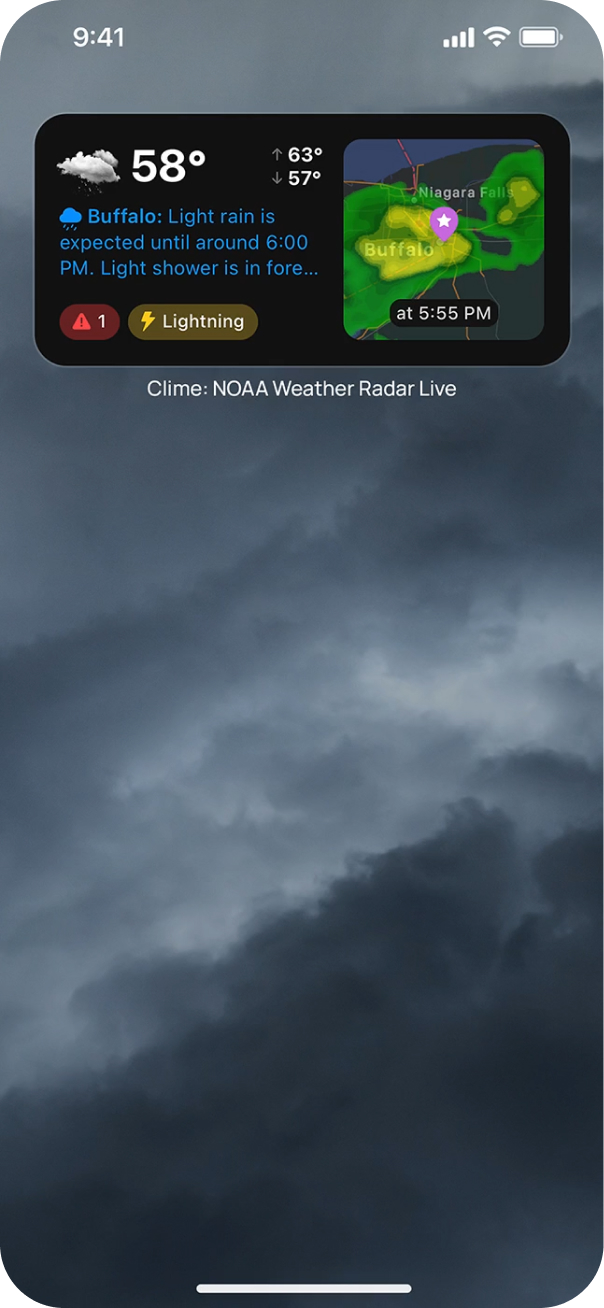 9:41
58°
↑ 63°
↓ 57°
Buffalo: Light rain is
expected until around 6:00
PM. Light shower is in fore...
1
Lightning
Niagara Falls
Buffalo
at 5:55 PM
Clime: NOAA Weather Radar Live